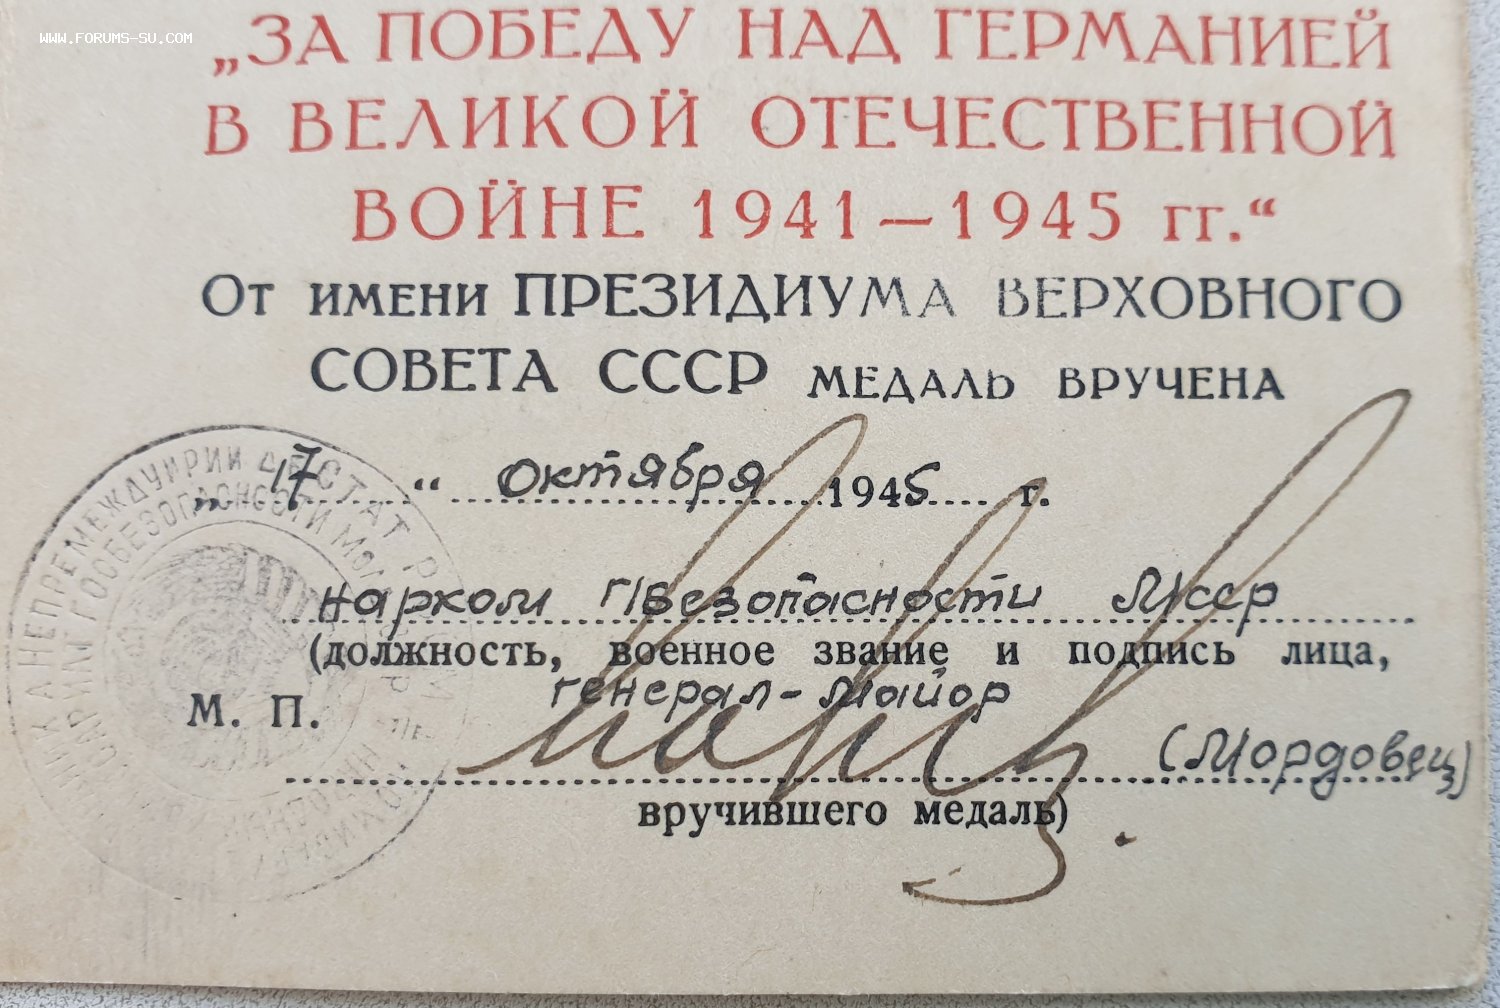 WWW.FORUMS-SU.COM
„ЗА ПОБЕДУ НАД ГЕРМАНИЕЙ
В ВЕЛИКОЙ ОТЕЧЕСТВЕННОЙ
ВОЙНЕ 1941—1945 гг.“
От имени ПРЕЗИДИУМА ВЕРХОВНОГО
СОВЕТА СССР МЕДАЛЬ ВРУЧЕНА
„17“ Октября 1945 г.
Нарком Г/Безопасности МССР
(должность, военное звание и подпись лица,
генерал-майор
М. П.
(Мордовец)
вручившего медаль)